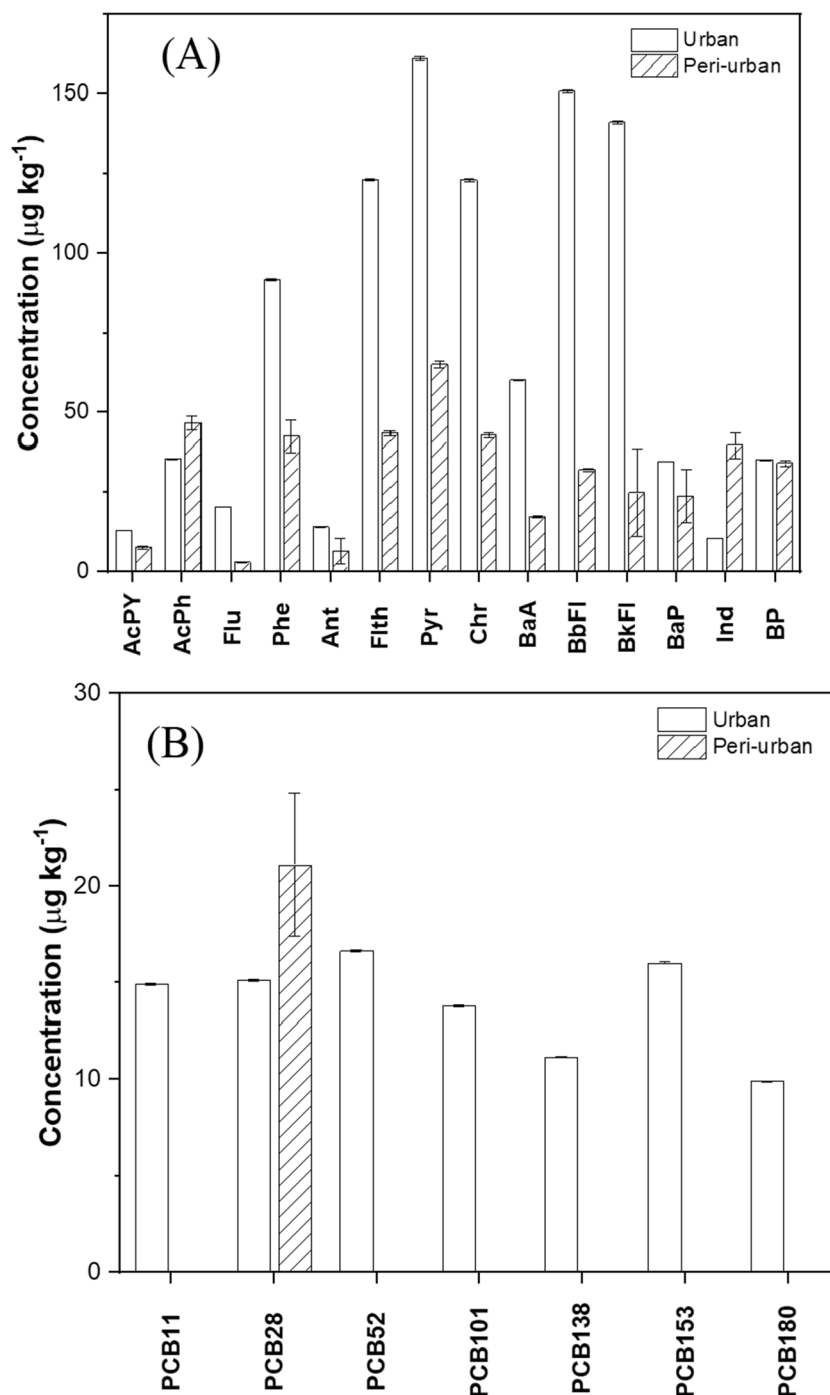 (A)
Urban
Peri-urban
Concentration (μg kg⁻¹)
150
100
50
0
AcPY
AcPh
Flu
Phe
Ant
Flth
Pyr
Chr
BaA
BbFl
BkFl
BaP
Ind
BP
(B)
Urban
Peri-urban
Concentration (μg kg⁻¹)
30
20
10
0
PCB11
PCB28
PCB52
PCB101
PCB138
PCB153
PCB180